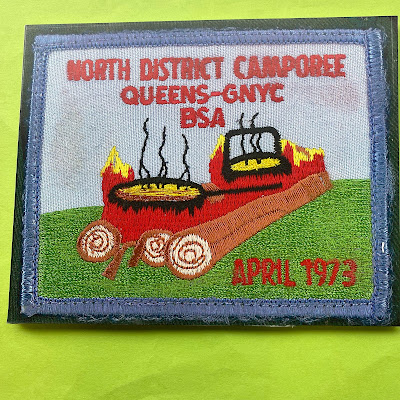 NORTH DISTRICT CAMPOREE
QUEENS-GNYC
BSA
APRIL 1973